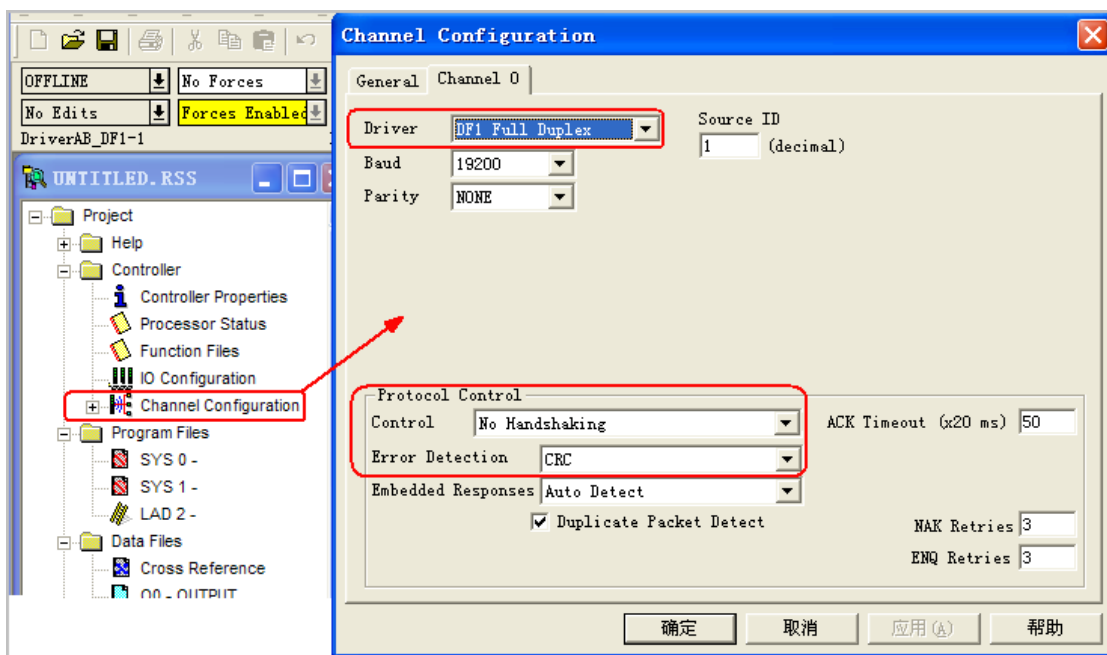 OFFLINE
No Forces
No Edits
Forces Enabled
DriverAB_DF1-1
UNTITLED.RSS
Project
Help
Controller
Controller Properties
Processor Status
Function Files
IO Configuration
Channel Configuration
Program Files
SYS 0 -
SYS 1 -
LAD 2 -
Data Files
Cross Reference
O0 - OUTPUT
Channel Configuration
General
Channel 0
Driver
DF1 Full Duplex
Source ID
1
(decimal)
Baud
19200
Parity
NONE
Protocol Control
Control
No Handshaking
ACK Timeout (x20 ms)
50
Error Detection
CRC
Embedded Responses
Auto Detect
Duplicate Packet Detect
NAK Retries
3
ENQ Retries
3
确定
取消
应用(A)
帮助